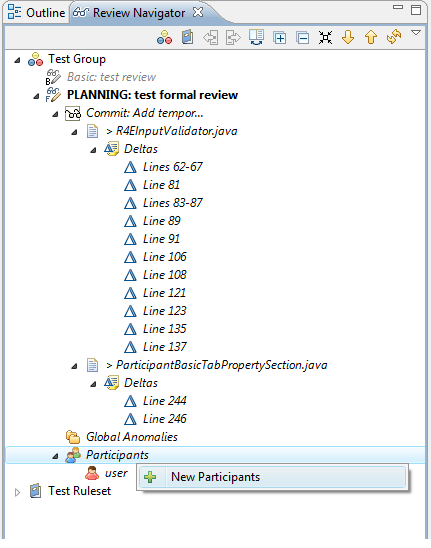 Outline Review Navigator
Test Group
Basic: test review
PLANNING: test formal review
Commit: Add tempor...
> R4EInputValidator.java
Deltas
Lines 62-67
Line 81
Lines 83-87
Line 89
Line 91
Line 106
Line 108
Line 121
Line 123
Line 135
Line 137
> ParticipantBasicTabPropertySection.java
Deltas
Line 244
Line 246
Global Anomalies
Participants
user New Participants
Test Ruleset